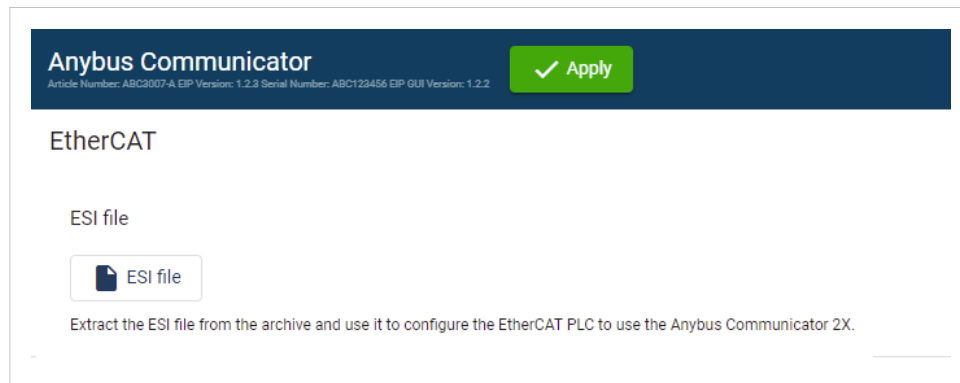 Anybus Communicator
Article Number: ABC3007-A EIP Version: 1.2.3 Serial Number: ABC123456 EIP GUI Version: 1.2.2
Apply
EtherCAT
ESI file
ESI file
Extract the ESI file from the archive and use it to configure the EtherCAT PLC to use the Anybus Communicator 2X.